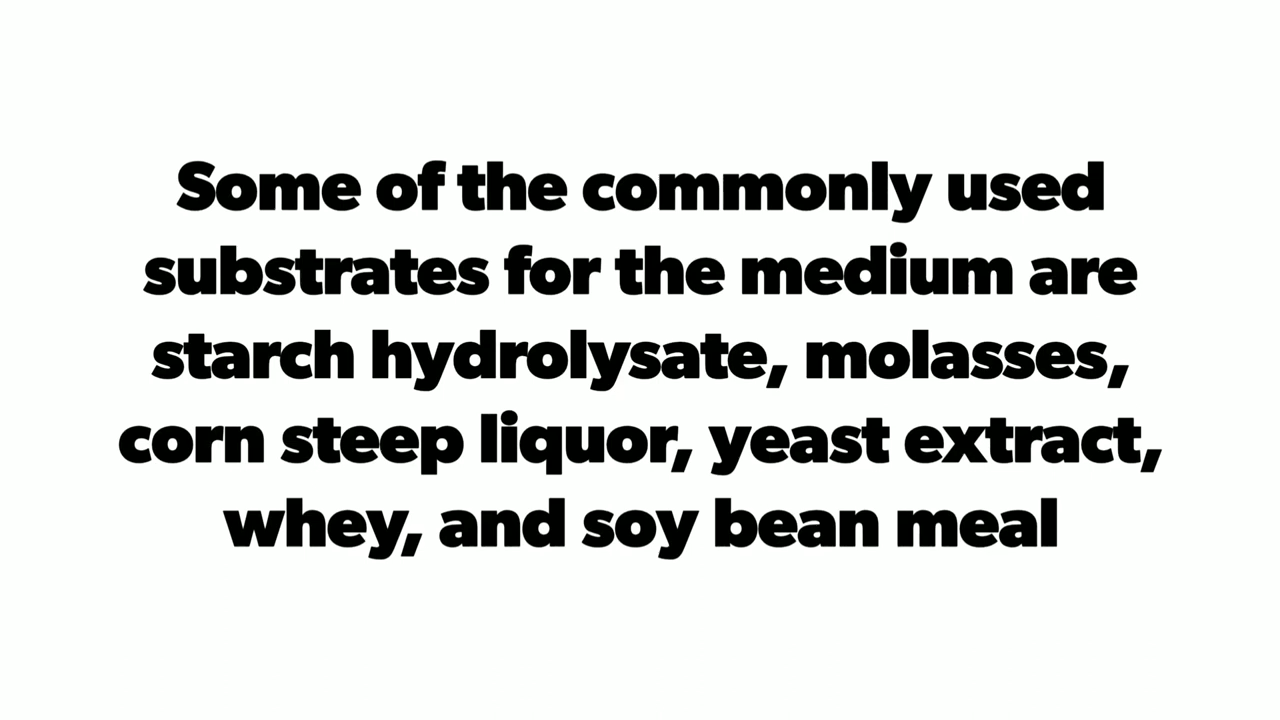 Some of the commonly used
substrates for the medium are
starch hydrolysate, molasses,
corn steep liquor, yeast extract,
whey, and soy bean meal